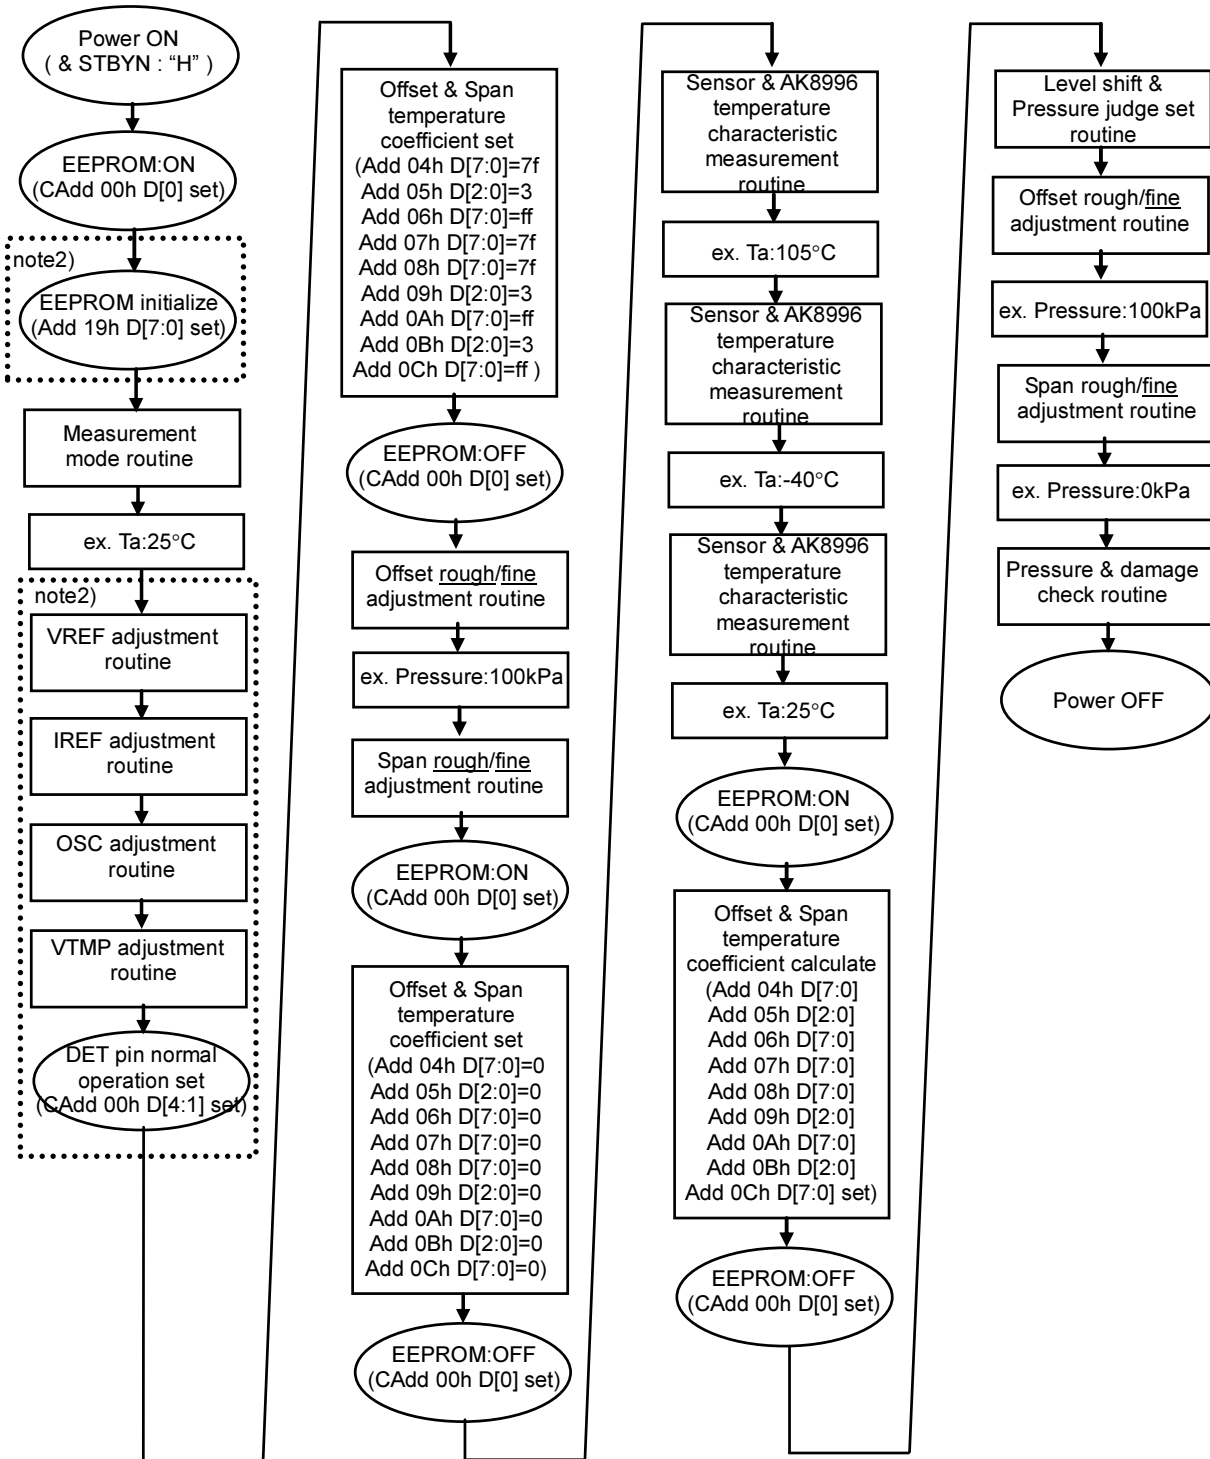 Power ON
( & STBYN : “H” )
EEPROM:ON
(CAdd 00h D[0] set)
note2)
EEPROM initialize
(Add 19h D[7:0] set)
Measurement
mode routine
ex. Ta:25°C
note2)
VREF adjustment
routine
IREF adjustment
routine
OSC adjustment
routine
VTMP adjustment
routine
DET pin normal
operation set
(CAdd 00h D[4:1] set)
Offset & Span
temperature
coefficient set
(Add 04h D[7:0]=7f
Add 05h D[2:0]=3
Add 06h D[7:0]=ff
Add 07h D[7:0]=7f
Add 08h D[7:0]=7f
Add 09h D[2:0]=3
Add 0Ah D[7:0]=ff
Add 0Bh D[2:0]=3
Add 0Ch D[7:0]=ff )
EEPROM:OFF
(CAdd 00h D[0] set)
Offset rough/fine
adjustment routine
ex. Pressure:100kPa
Span rough/fine
adjustment routine
EEPROM:ON
(CAdd 00h D[0] set)
Offset & Span
temperature
coefficient set
(Add 04h D[7:0]=0
Add 05h D[2:0]=0
Add 06h D[7:0]=0
Add 07h D[7:0]=0
Add 08h D[7:0]=0
Add 09h D[2:0]=0
Add 0Ah D[7:0]=0
Add 0Bh D[2:0]=0
Add 0Ch D[7:0]=0)
EEPROM:OFF
(CAdd 00h D[0] set)
Sensor & AK8996
temperature
characteristic
measurement
routine
ex. Ta:105°C
Sensor & AK8996
temperature
characteristic
measurement
routine
ex. Ta:-40°C
Sensor & AK8996
temperature
characteristic
measurement
routine
ex. Ta:25°C
EEPROM:ON
(CAdd 00h D[0] set)
Offset & Span
temperature
coefficient calculate
(Add 04h D[7:0]
Add 05h D[2:0]
Add 06h D[7:0]
Add 07h D[7:0]
Add 08h D[7:0]
Add 09h D[2:0]
Add 0Ah D[7:0]
Add 0Bh D[2:0]
Add 0Ch D[7:0] set)
EEPROM:OFF
(CAdd 00h D[0] set)
Level shift &
Pressure judge set
routine
Offset rough/fine
adjustment routine
ex. Pressure:100kPa
Span rough/fine
adjustment routine
ex. Pressure:0kPa
Pressure & damage
check routine
Power OFF